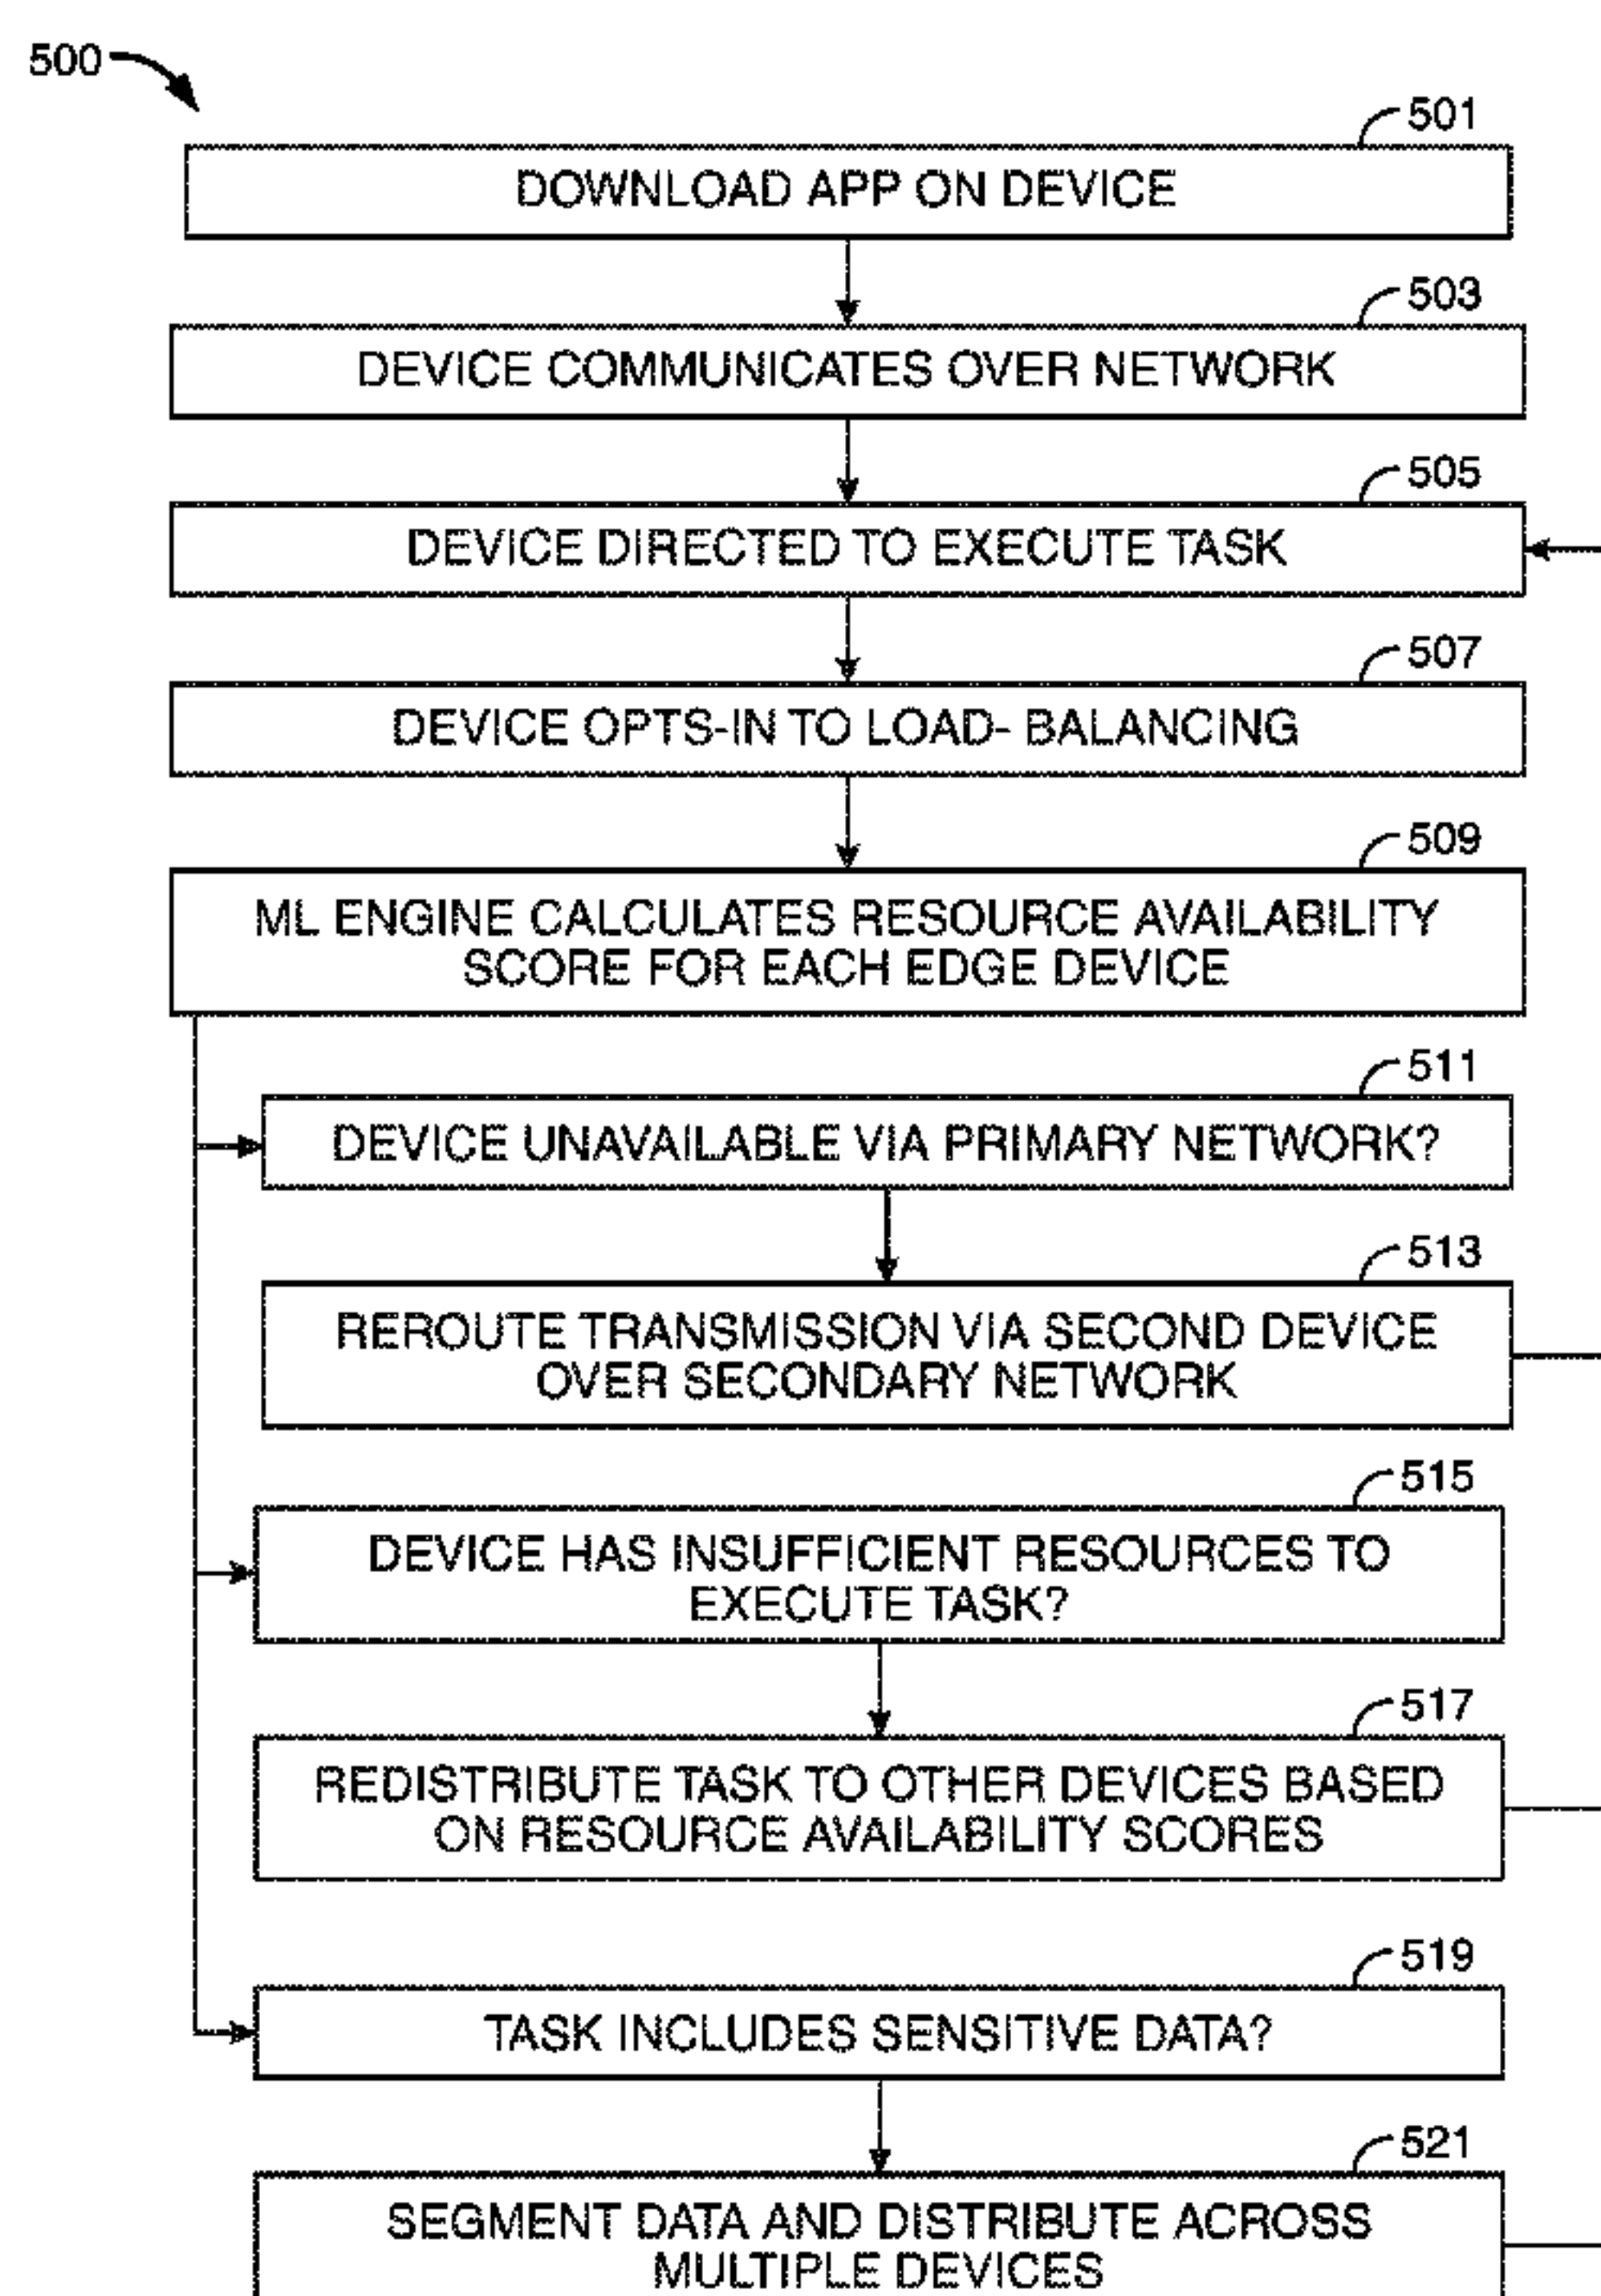 500
501
DOWNLOAD APP ON DEVICE
503
DEVICE COMMUNICATES OVER NETWORK
505
DEVICE DIRECTED TO EXECUTE TASK
507
DEVICE OPTS-IN TO LOAD- BALANCING
509
ML ENGINE CALCULATES RESOURCE AVAILABILITY
SCORE FOR EACH EDGE DEVICE
511
DEVICE UNAVAILABLE VIA PRIMARY NETWORK?
513
REROUTE TRANSMISSION VIA SECOND DEVICE
OVER SECONDARY NETWORK
515
DEVICE HAS INSUFFICIENT RESOURCES TO
EXECUTE TASK?
517
REDISTRIBUTE TASK TO OTHER DEVICES BASED
ON RESOURCE AVAILABILITY SCORES
519
TASK INCLUDES SENSITIVE DATA?
521
SEGMENT DATA AND DISTRIBUTE ACROSS
MULTIPLE DEVICES